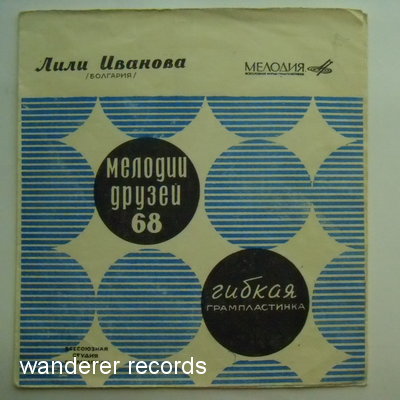 Лили Иванова
/БОЛГАРИЯ/
МЕЛОДИЯ
мелодии
друзей
68
гибкая
ГРАМПЛАСТИНКА
ВСЕСОЮЗНАЯ
СТУДИЯ
wanderer records